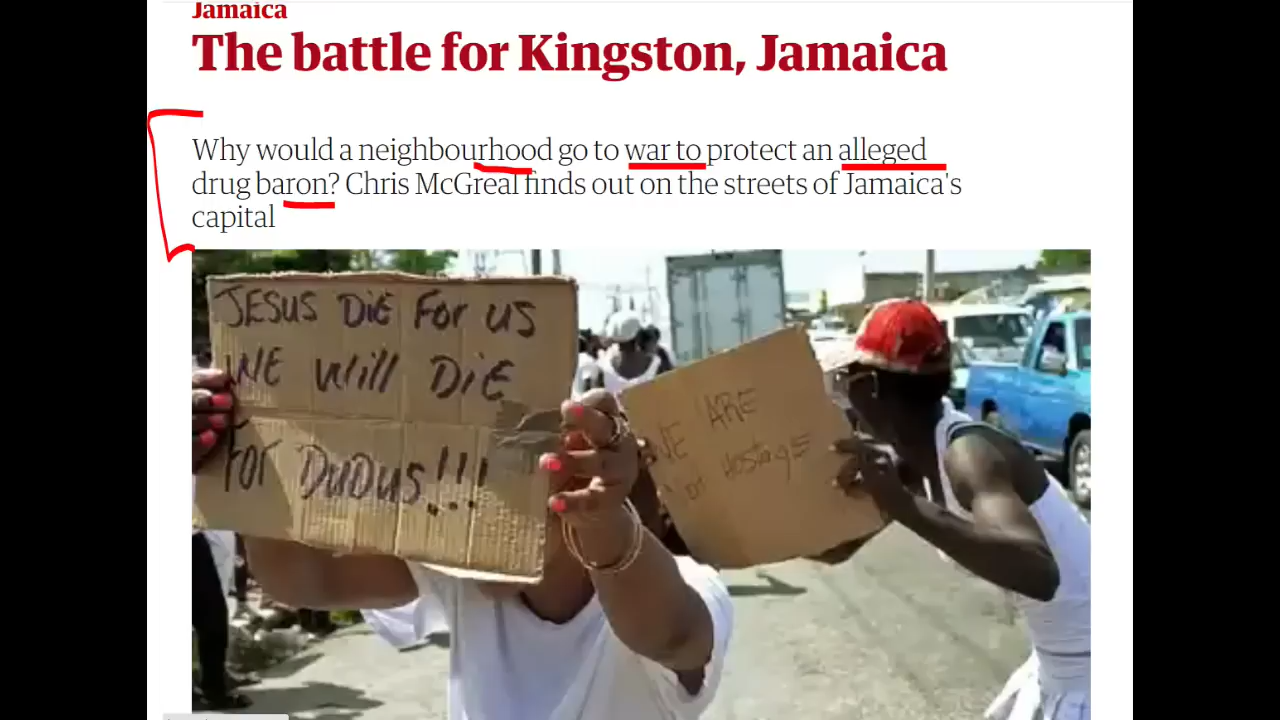 Jamaica
The battle for Kingston, Jamaica
Why would a neighbourhood go to war to protect an alleged
drug baron? Chris McGreal finds out on the streets of Jamaica's
capital
JESUS DiE For US
WE Will DiE
For DUDUS!!!
WE ARE
Not HostagE